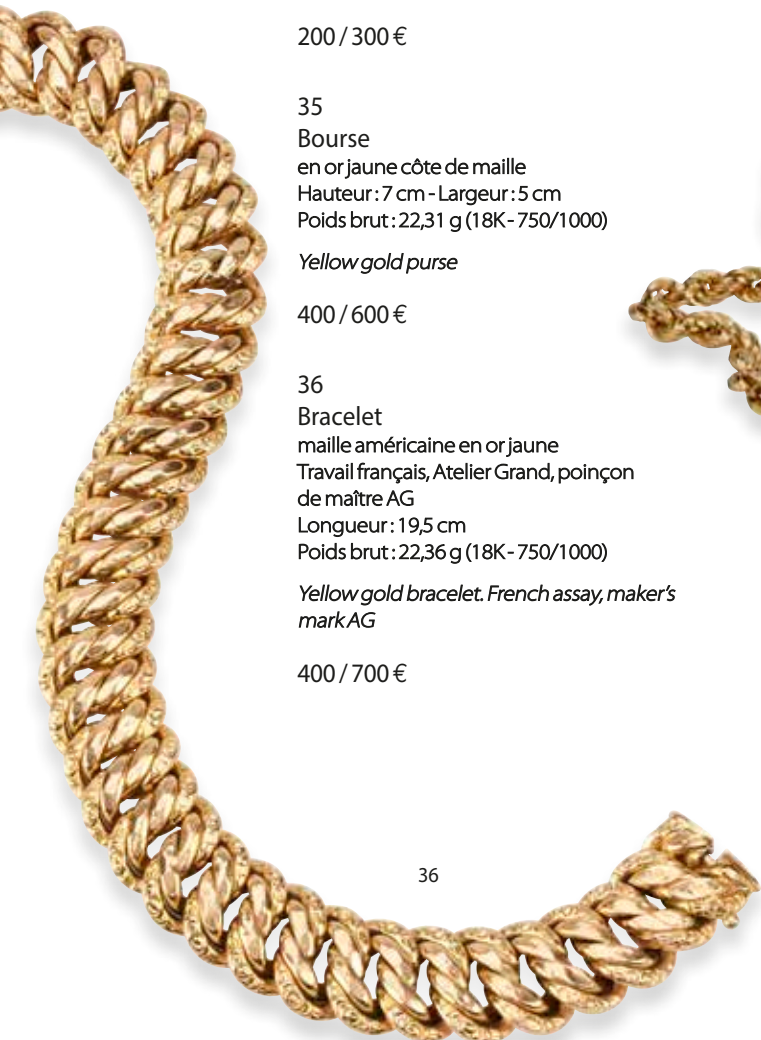 200 / 300 €
35
Bourse
en or jaune côte de maille
Hauteur : 7 cm - Largeur : 5 cm
Poids brut : 22,31 g (18K - 750/1000)
Yellow gold purse
400 / 600 €
36
Bracelet
maille américaine en or jaune
Travail français, Atelier Grand, poinçon
de maître AG
Longueur : 19,5 cm
Poids brut : 22,36 g (18K - 750/1000)
Yellow gold bracelet. French assay, maker's
mark AG
400 / 700 €
36